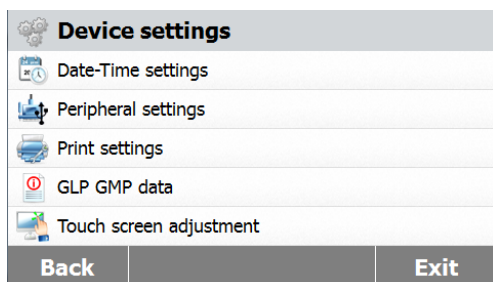 Device settings
Date-Time settings
Peripheral settings
Print settings
GLP GMP data
Touch screen adjustment
Back Exit